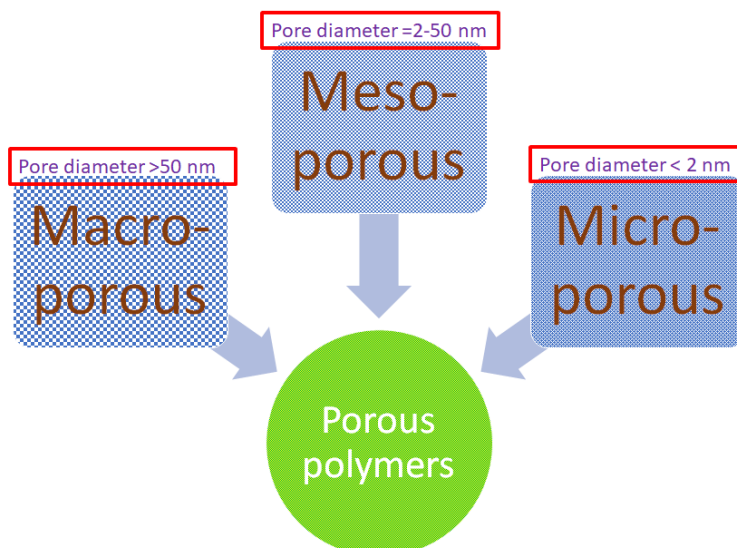 Pore diameter =2-50 nm
Meso-
porous
Pore diameter >50 nm
Macro-
porous
Pore diameter < 2 nm
Micro-
porous
Porous
polymers